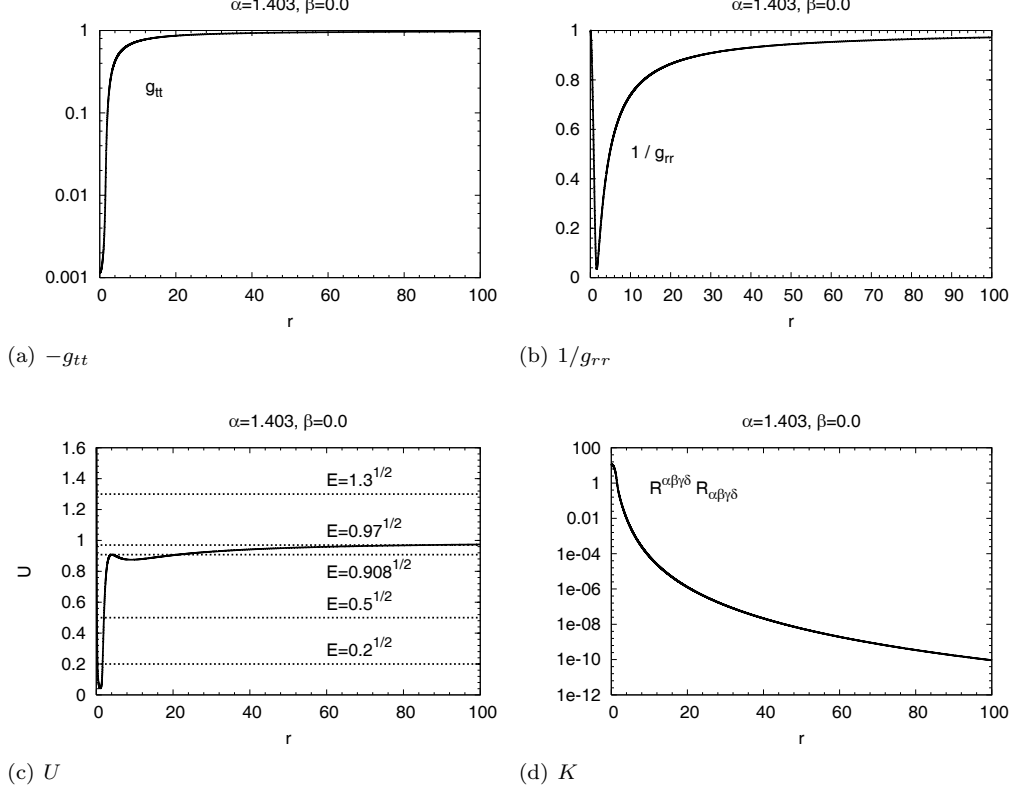 α=1.403, β=0.0
1
0.1
0.01
0.001
g_tt
0 20 40 60 80 100
r
(a) −g_tt
α=1.403, β=0.0
1
0.8
0.6
0.4
0.2
0
1 / g_rr
0 10 20 30 40 50 60 70 80 90 100
r
(b) 1/g_rr
α=1.403, β=0.0
1.6
1.4
1.2
1
0.8
0.6
0.4
0.2
0
U
E=1.3^1/2
E=0.97^1/2
E=0.908^1/2
E=0.5^1/2
E=0.2^1/2
0 20 40 60 80 100
r
(c) U
α=1.403, β=0.0
100
1
0.01
1e-04
1e-06
1e-08
1e-10
1e-12
R^αβγδ R_αβγδ
0 20 40 60 80 100
r
(d) K